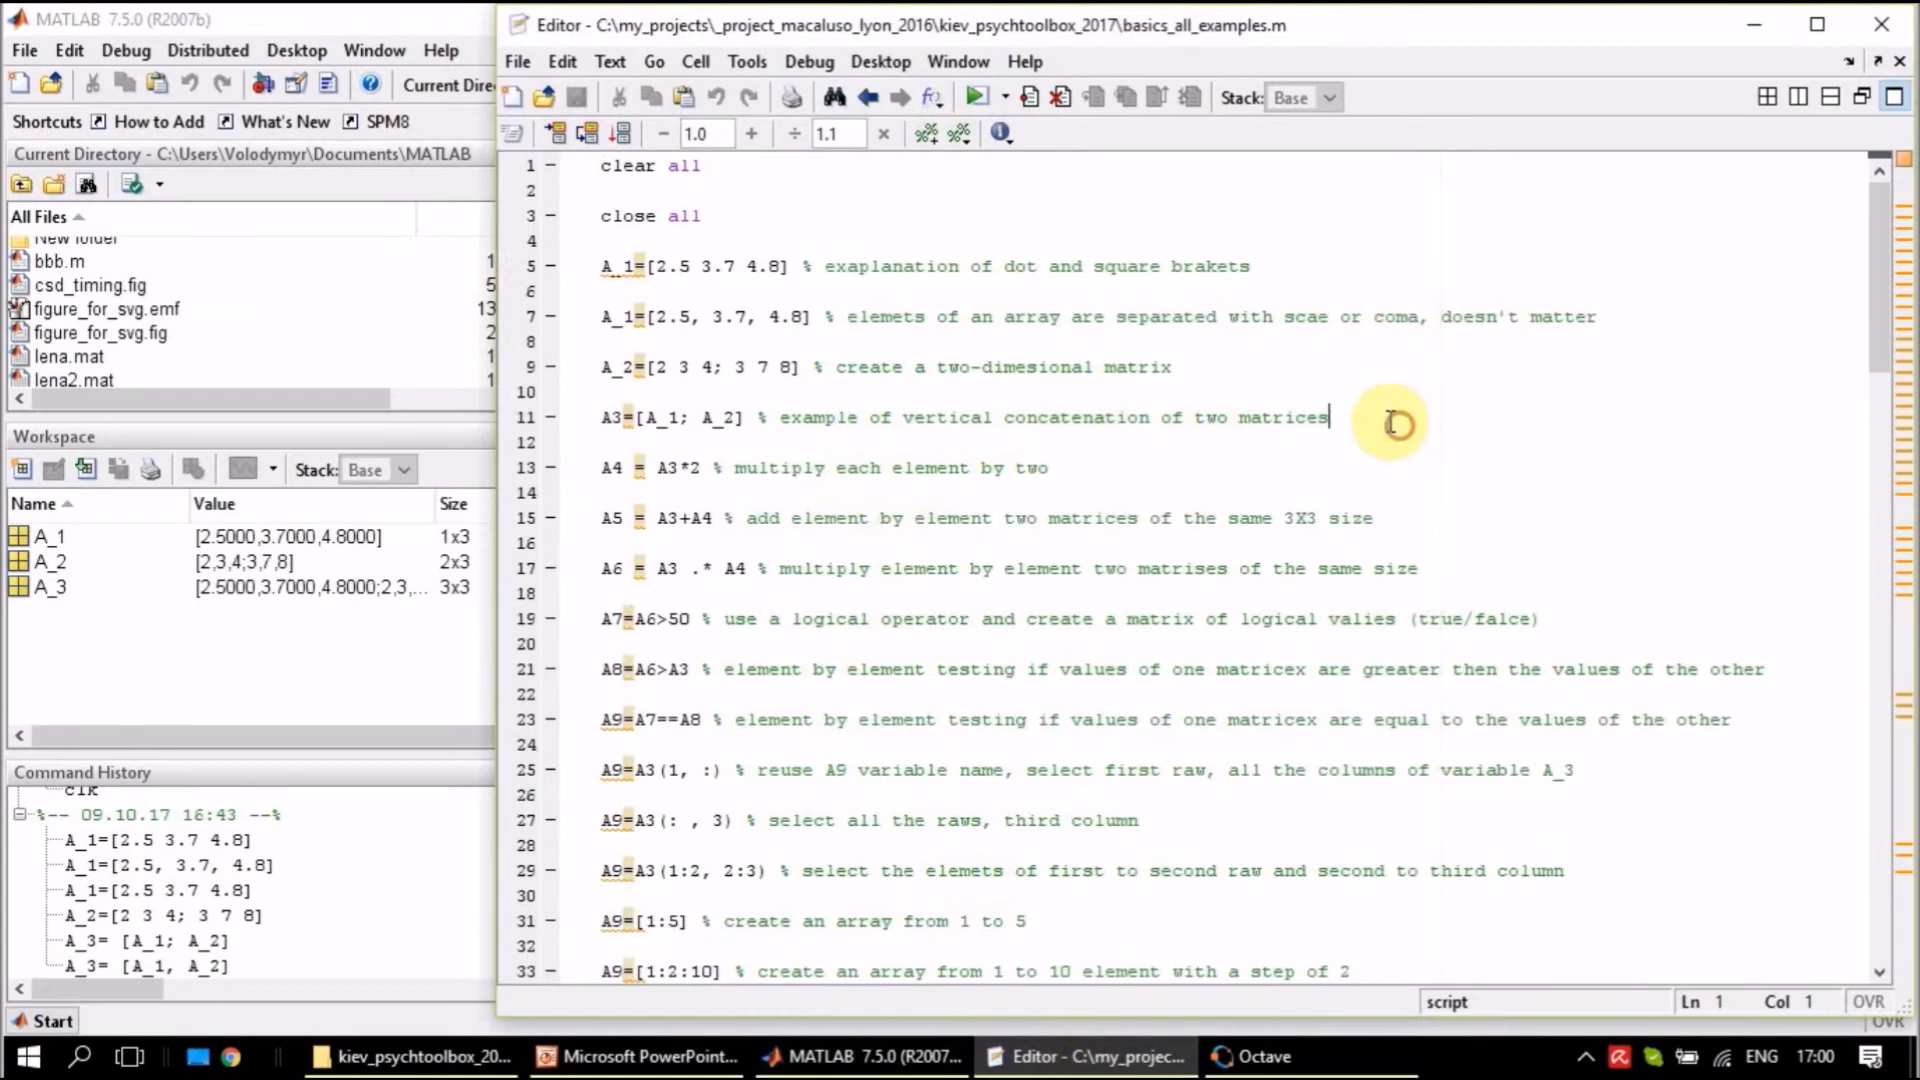 MATLAB 7.5.0 (R2007b)
File Edit Debug Distributed Desktop Window Help
Current Dire
Shortcuts How to Add What's New SPM8
Current Directory - C:\Users\Volodymyr\Documents\MATLAB
All Files
New folder
bbb.m 1
csd_timing.fig 5
figure_for_svg.emf 13
figure_for_svg.fig 2
lena.mat 1
lena2.mat 1
Workspace
Stack: Base
Name Value Size
A_1 [2.5000,3.7000,4.8000] 1x3
A_2 [2,3,4;3,7,8] 2x3
A_3 [2.5000,3.7000,4.8000;2,3,... 3x3
Command History
clk
%-- 09.10.17 16:43 --%
A_1=[2.5 3.7 4.8]
A_1=[2.5, 3.7, 4.8]
A_1=[2.5 3.7 4.8]
A_2=[2 3 4; 3 7 8]
A_3= [A_1; A_2]
A_3= [A_1, A_2]
Start
Editor - C:\my_projects\_project_macaluso_lyon_2016\kiev_psychtoolbox_2017\basics_all_examples.m
File Edit Text Go Cell Tools Debug Desktop Window Help
Stack: Base
− 1.0 + ÷ 1.1 ×
1 − clear all
2
3 − close all
4
5 − A_1=[2.5 3.7 4.8] % exaplanation of dot and square brakets
6
7 − A_1=[2.5, 3.7, 4.8] % elemets of an array are separated with scae or coma, doesn't matter
8
9 − A_2=[2 3 4; 3 7 8] % create a two-dimesional matrix
10
11 − A3=[A_1; A_2] % example of vertical concatenation of two matrices
12
13 − A4 = A3*2 % multiply each element by two
14
15 − A5 = A3+A4 % add element by element two matrices of the same 3X3 size
16
17 − A6 = A3 .* A4 % multiply element by element two matrises of the same size
18
19 − A7=A6>50 % use a logical operator and create a matrix of logical valies (true/falce)
20
21 − A8=A6>A3 % element by element testing if values of one matricex are greater then the values of the other
22
23 − A9=A7==A8 % element by element testing if values of one matricex are equal to the values of the other
24
25 − A9=A3(1, :) % reuse A9 variable name, select first raw, all the columns of variable A_3
26
27 − A9=A3(: , 3) % select all the raws, third column
28
29 − A9=A3(1:2, 2:3) % select the elemets of first to second raw and second to third column
30
31 − A9=[1:5] % create an array from 1 to 5
32
33 − A9=[1:2:10] % create an array from 1 to 10 element with a step of 2
script Ln 1 Col 1 OVR
OVR
kiev_psychtoolbox_20... Microsoft PowerPoint... MATLAB 7.5.0 (R2007... Editor - C:\my_projec... Octave ENG 17:00